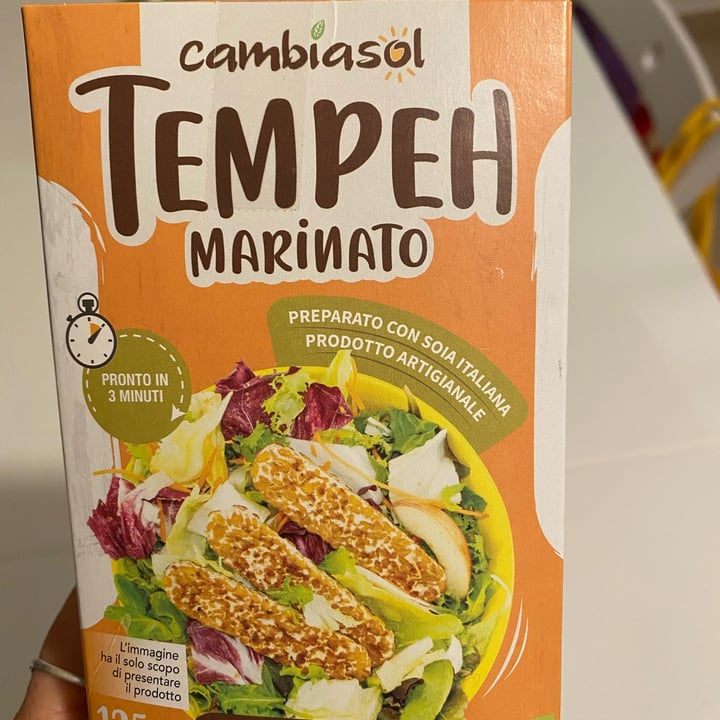 cambiasol
TEMPEH
MARINATO
PREPARATO CON SOIA ITALIANA
PRODOTTO ARTIGIANALE
PRONTO IN
3 MINUTI
L'immagine
ha il solo scopo
di presentare
il prodotto